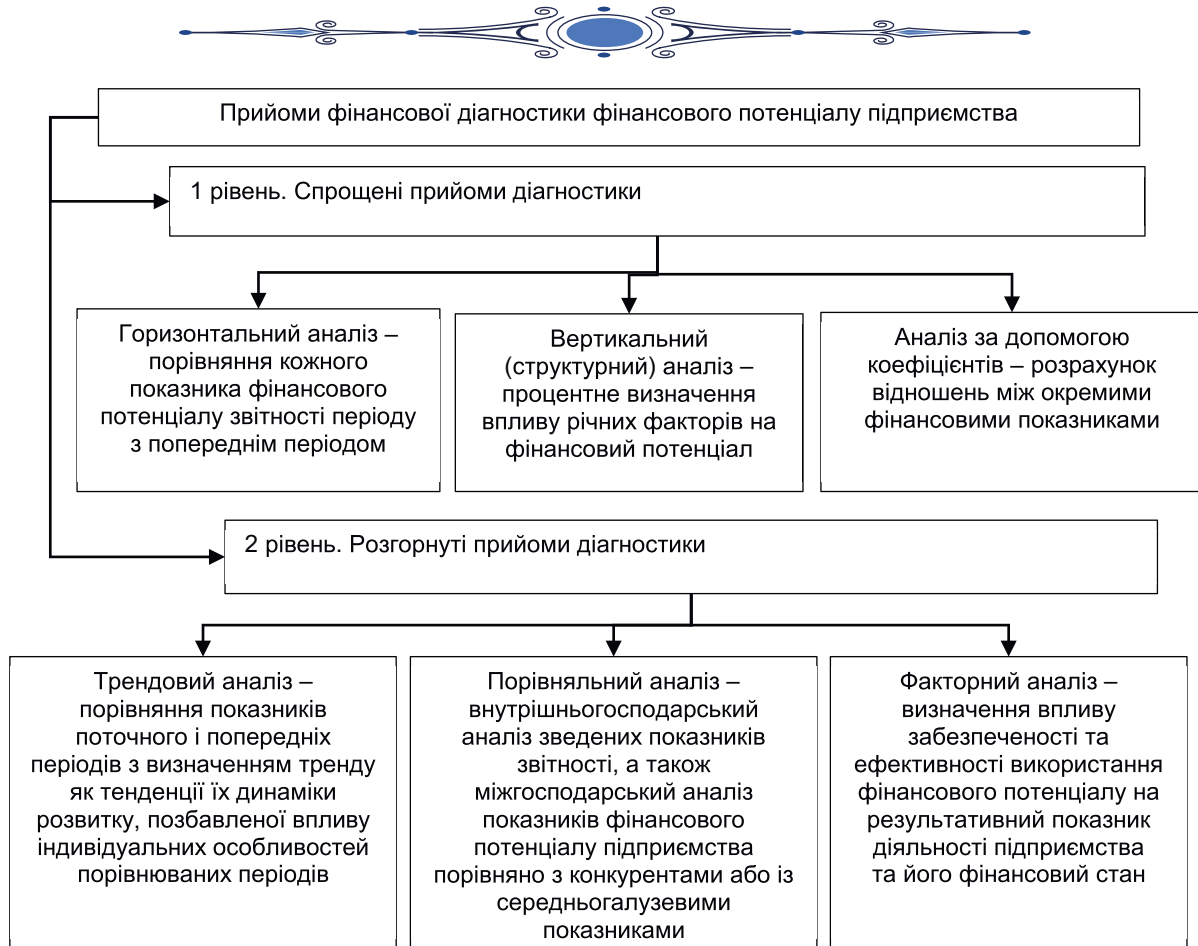 Прийоми фінансової діагностики фінансового потенціалу підприємства
1 рівень. Спрощені прийоми діагностики
Горизонтальний аналіз –
порівняння кожного
показника фінансового
потенціалу звітності періоду
з попереднім періодом
Вертикальний
(структурний) аналіз –
процентне визначення
впливу річних факторів на
фінансовий потенціал
Аналіз за допомогою
коефіцієнтів – розрахунок
відношень між окремими
фінансовими показниками
2 рівень. Розгорнуті прийоми діагностики
Трендовий аналіз –
порівняння показників
поточного і попередніх
періодів з визначенням тренду
як тенденції їх динаміки
розвитку, позбавленої впливу
індивідуальних особливостей
порівнюваних періодів
Порівняльний аналіз –
внутрішньогосподарський
аналіз зведених показників
звітності, а також
міжгосподарський аналіз
показників фінансового
потенціалу підприємства
порівняно з конкурентами або із
середньогалузевими
показниками
Факторний аналіз –
визначення впливу
забезпеченості та
ефективності використання
фінансового потенціалу на
результативний показник
діяльності підприємства
та його фінансовий стан